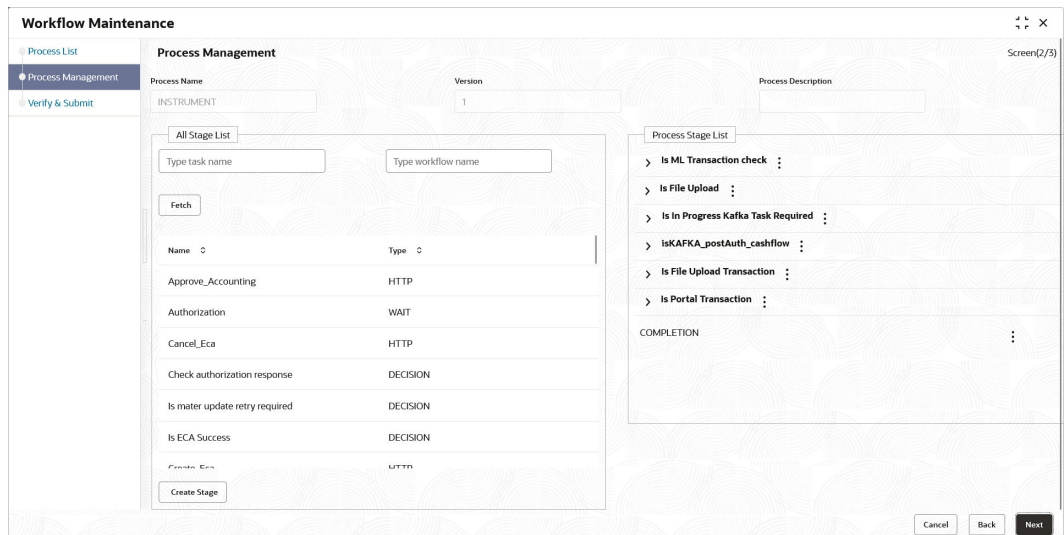 Workflow Maintenance
Process List
Process Management
Verify & Submit
Process Management
Screen(2/3)
Process Name
Version
Process Description
INSTRUMENT
1
All Stage List
Type task name
Type workflow name
Fetch
Name
Type
Approve_Accounting
HTTP
Authorization
WAIT
Cancel_Eca
HTTP
Check authorization response
DECISION
Is mater update retry required
DECISION
Is ECA Success
DECISION
Create_Eca
HTTP
Create Stage
Process Stage List
Is ML Transaction check
Is File Upload
Is In Progress Kafka Task Required
isKAFKA_postAuth_cashflow
Is File Upload Transaction
Is Portal Transaction
COMPLETION
Cancel
Back
Next